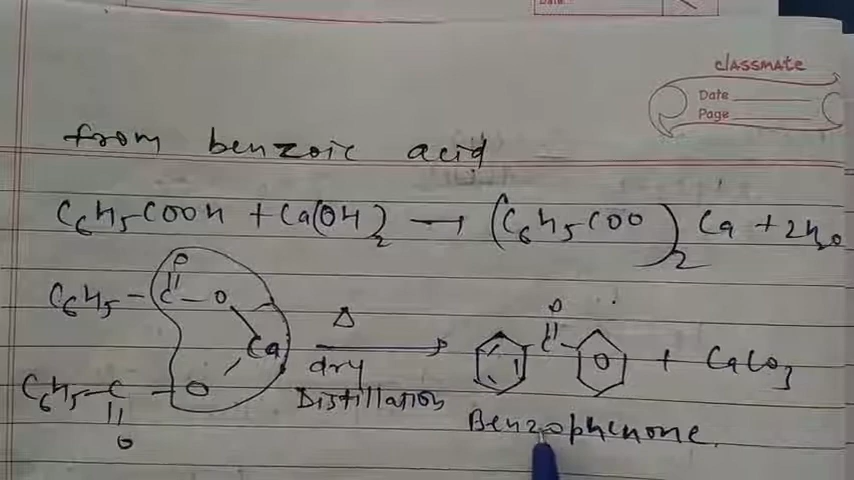 classmate
Date
Page
from benzoic acid
C₆H₅COOH + Ca(OH)₂ → (C₆H₅COO)₂ Ca + 2H₂O
O
C₆H₅ - C - O
Ca
Δ
dry
Distillation
C₆H₅ - C - O
O
O
C
+ CaCO₃
Benzophenone.